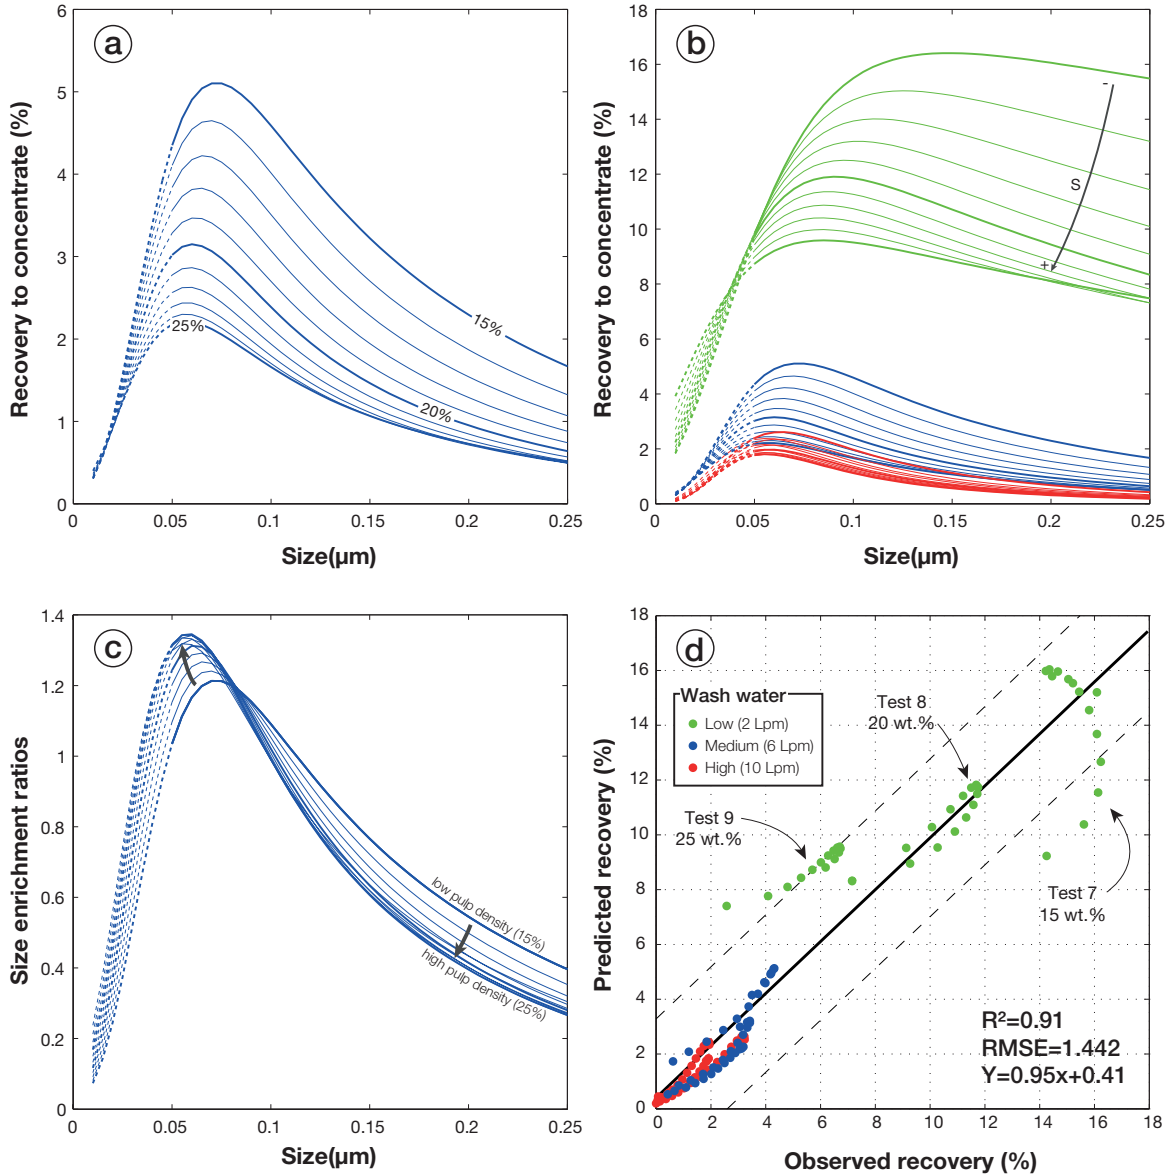 a
6
5
4
3
2
1
0
0
0.05
0.1
0.15
0.2
0.25
Recovery to concentrate (%)
Size(µm)
15%
20%
25%
b
18
16
14
12
10
8
6
4
2
0
0
0.05
0.1
0.15
0.2
0.25
Recovery to concentrate (%)
Size(µm)
-
S
+
c
1.4
1.2
1
0.8
0.6
0.4
0.2
0
0
0.05
0.1
0.15
0.2
0.25
Size enrichment ratios
Size(µm)
low pulp density (15%)
high pulp density (25%)
d
18
16
14
12
10
8
6
4
2
0
0
2
4
6
8
10
12
14
16
18
Predicted recovery (%)
Observed recovery (%)
Wash water
Low (2 Lpm)
Medium (6 Lpm)
High (10 Lpm)
Test 8
20 wt.%
Test 9
25 wt.%
Test 7
15 wt.%
R²=0.91
RMSE=1.442
Y=0.95x+0.41